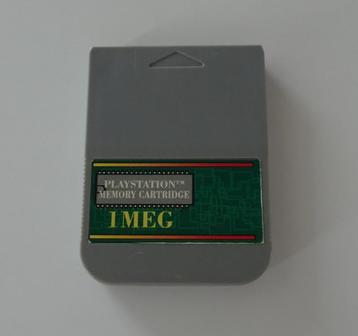 PLAYSTATION™
MEMORY CARTRIDGE
1MEG